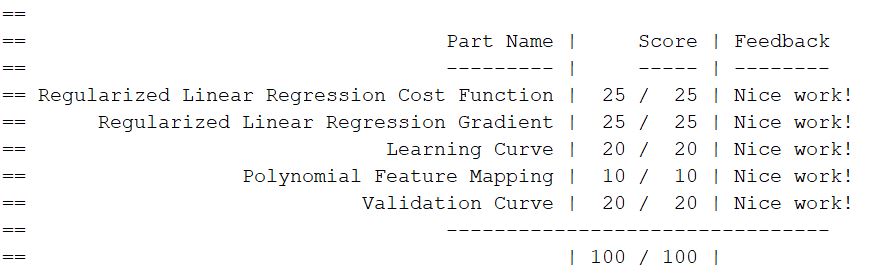 ==
== Part Name | Score | Feedback
== --------- | ----- | --------
== Regularized Linear Regression Cost Function | 25 / 25 | Nice work!
== Regularized Linear Regression Gradient | 25 / 25 | Nice work!
== Learning Curve | 20 / 20 | Nice work!
== Polynomial Feature Mapping | 10 / 10 | Nice work!
== Validation Curve | 20 / 20 | Nice work!
== --------------------------------
== | 100 / 100 |